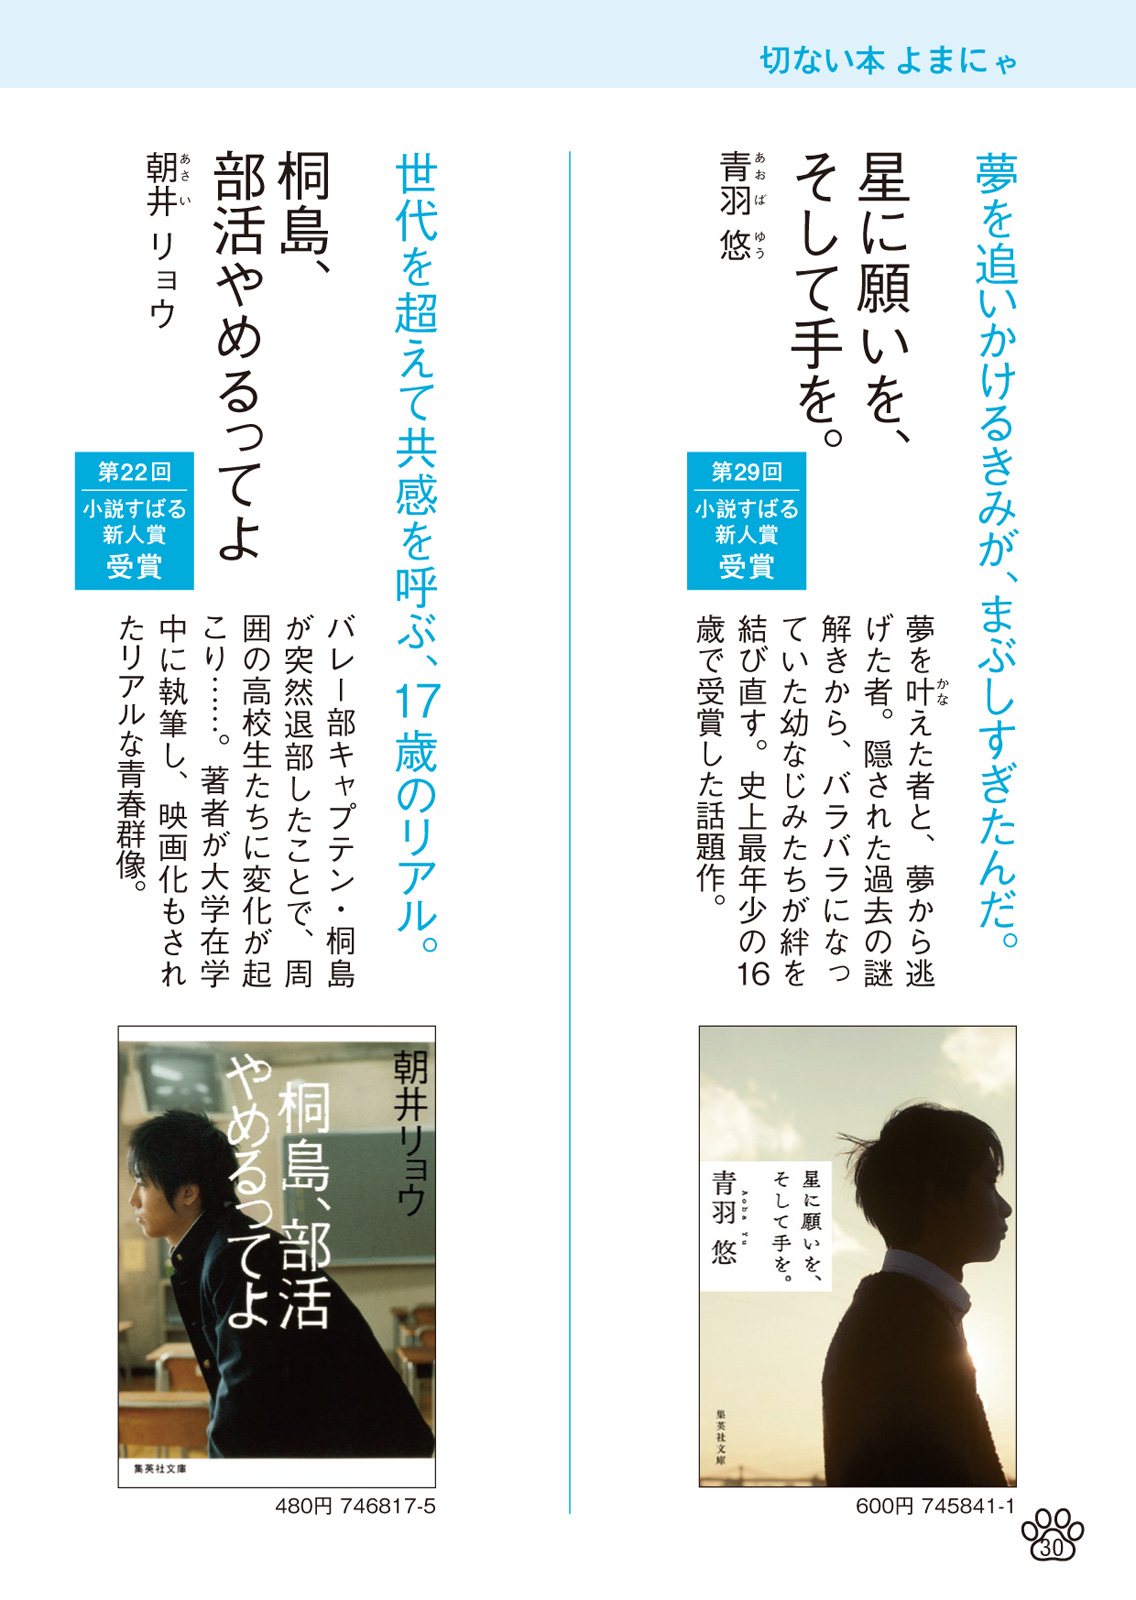 切ない本 よまにゃ
夢を追いかけるきみが、まぶしすぎたんだ。
星に願いを、
そして手を。
青羽 悠
あおば ゆう
第29回
小説すばる
新人賞
受賞
夢を叶えた者と、夢から逃
かな
げた者。隠された過去の謎
解きから、バラバラになっ
ていた幼なじみたちが絆を
結び直す。史上最年少の16
歳で受賞した話題作。
星に願いを、
そして手を。
Aoba Yu
青羽 悠
集英社文庫
600円 745841-1
世代を超えて共感を呼ぶ、17歳のリアル。
桐島、
部活やめるってよ
朝井 リョウ
あさい
第22回
小説すばる
新人賞
受賞
バレー部キャプテン・桐島
が突然退部したことで、周
囲の高校生たちに変化が起
こり……。著者が大学在学
中に執筆し、映画化もされ
たリアルな青春群像。
朝井リョウ
桐島、部活
やめるってよ
集英社文庫
480円 746817-5
30